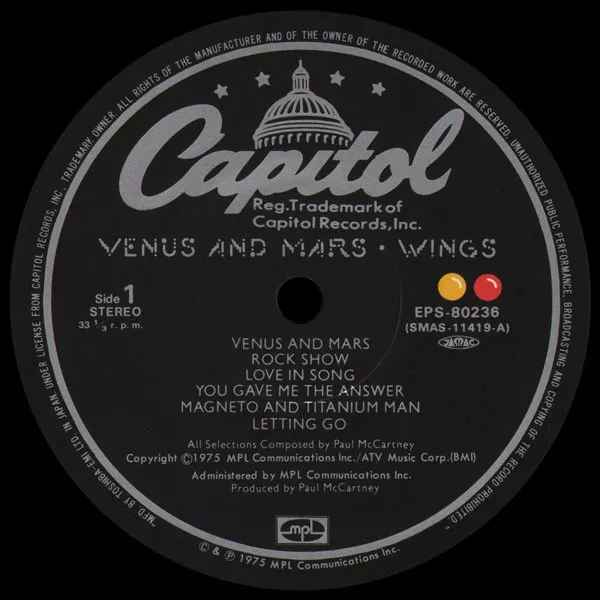 "MFD. BY TOSHIBA-EMI LTD IN JAPAN, UNDER LICENSE FROM CAPITOL RECORDS, INC. TRADEMARK OWNER. ALL RIGHTS OF THE MANUFACTURER AND OF THE OWNER OF THE RECORDED WORK ARE RESERVED. UNAUTHORIZED PUBLIC PERFORMANCE, BROADCASTING AND COPYING OF THE RECORD PROHIBITED."
Capitol
Reg.Trademark of
Capitol Records,Inc.
VENUS AND MARS • WINGS
Side 1
STEREO
33 1/3 r. p. m.
EPS-80236
(SMAS-11419-A)
JASRAC
VENUS AND MARS
ROCK SHOW
LOVE IN SONG
YOU GAVE ME THE ANSWER
MAGNETO AND TITANIUM MAN
LETTING GO
All Selections Composed by Paul McCartney
Copyright ©1975 MPL Communications Inc./ATV Music Corp.(BMI)
Administered by MPL Communications Inc.
Produced by Paul McCartney
mpl
© & ℗ 1975 MPL Communications Inc.